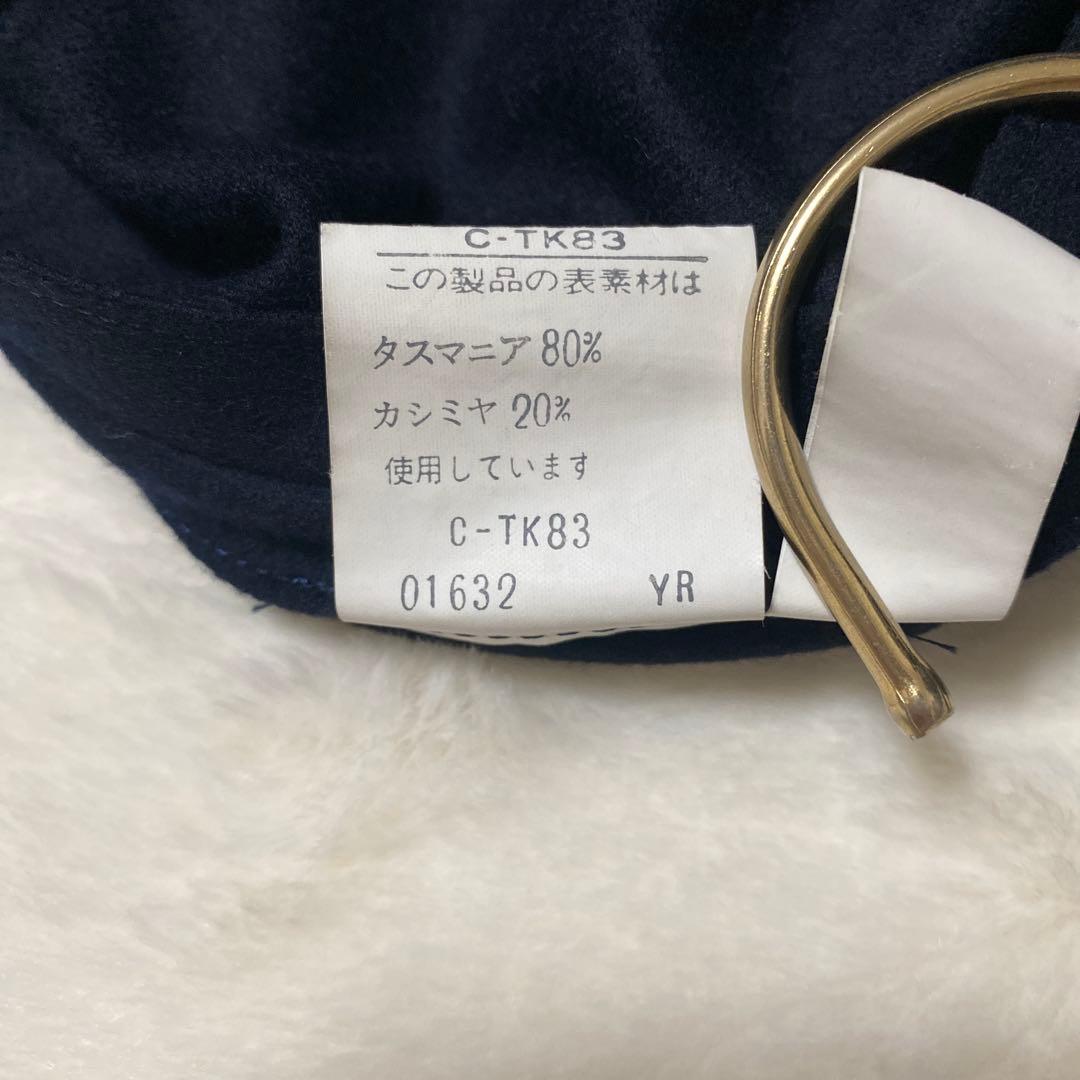 C-TK83
この製品の表素材は
タスマニア 80%
カシミヤ 20%
使用しています
C-TK83
01632 YR